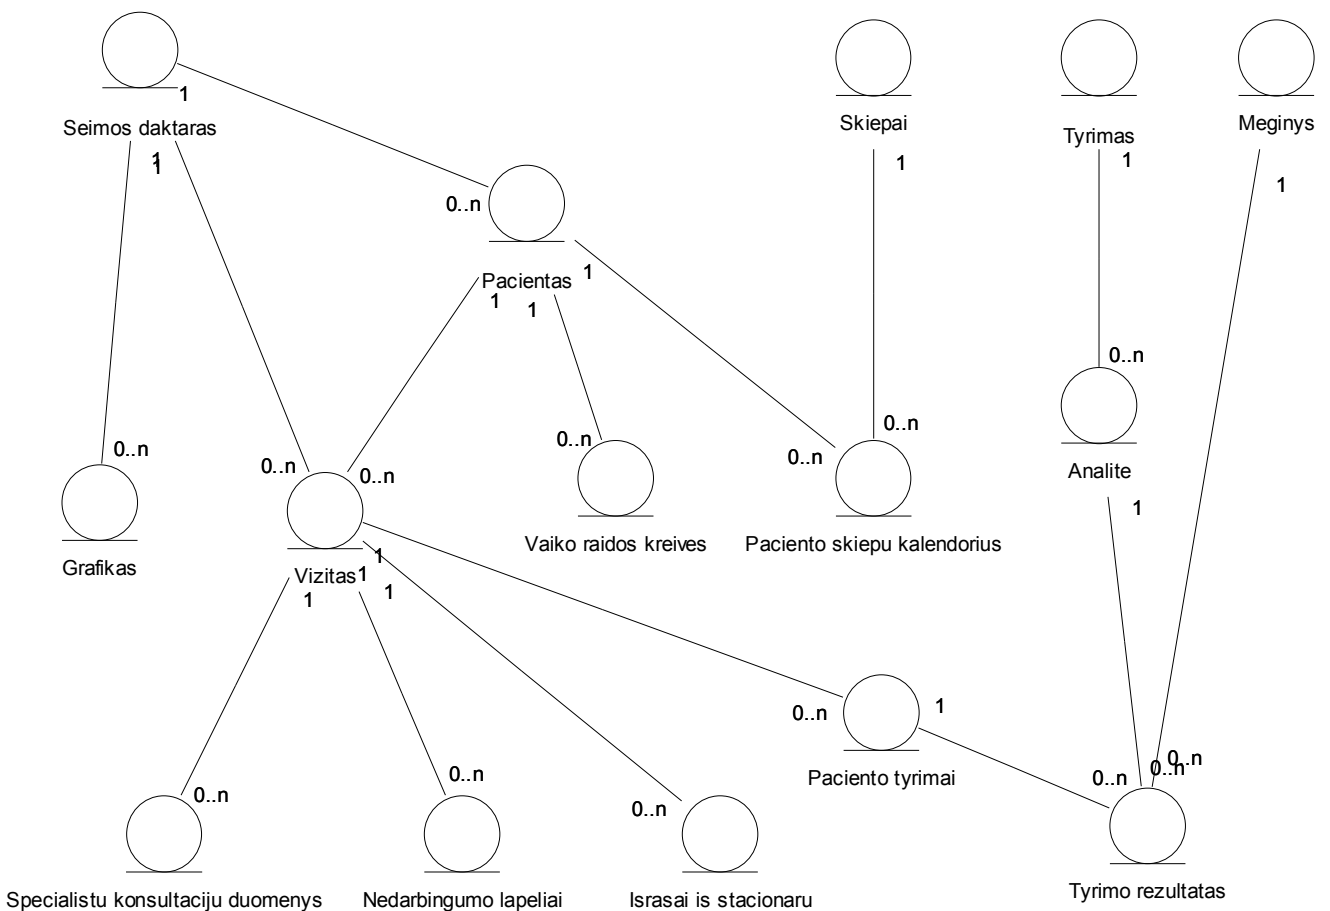 1
Seimos daktaras
1
1
Skiepai
1
Tyrimas
1
Meginys
1
0..n
Pacientas
1
1
1
0..n
0..n
0..n
Grafikas
0..n
0..n
Vizitas
1
1
1
1
0..n
Vaiko raidos kreives
0..n
0..n
Paciento skiepu kalendorius
Analite
1
0..n
1
Paciento tyrimai
0..n
0..n
0..n
Tyrimo rezultatas
0..n
Specialistu konsultaciju duomenys
0..n
Nedarbingumo lapeliai
0..n
Israsai is stacionaru